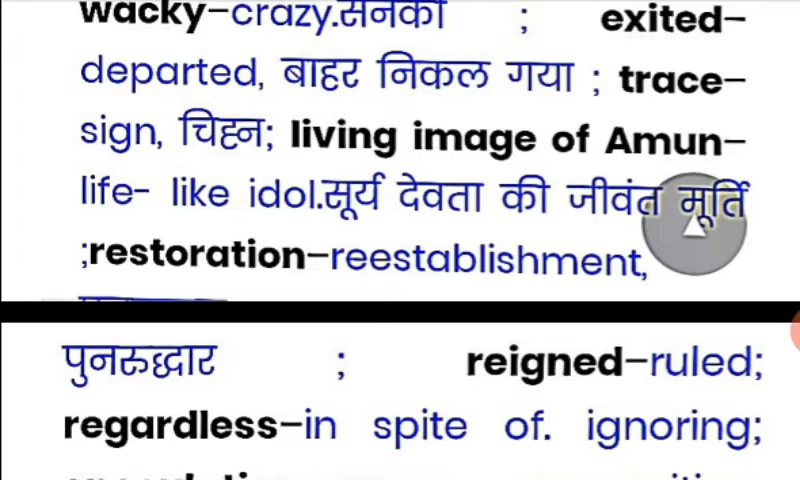 wacky–crazy.सनकी ; exited–
departed, बाहर निकल गया ; trace–
sign, चिह्न; living image of Amun–
life- like idol.सूर्य देवता की जीवंत मूर्ति
;restoration–reestablishment,
पुनरुद्धार ; reigned–ruled;
regardless–in spite of. ignoring;